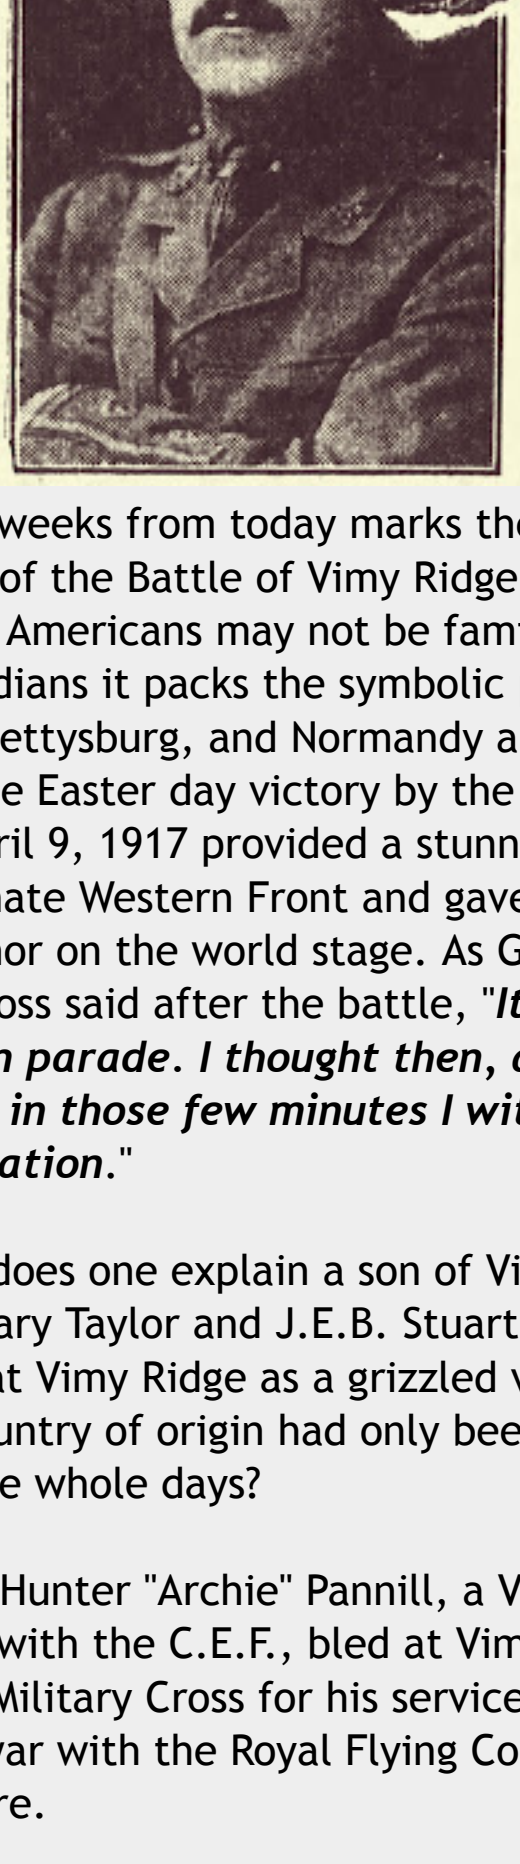 weeks from today marks the
of the Battle of Vimy Ridge
Americans may not be fami
dians it packs the symbolic
ettysburg, and Normandy a
e Easter day victory by the
ril 9, 1917 provided a stunn
nate Western Front and gave
nor on the world stage. As G
oss said after the battle, "It
n parade. I thought then, a
in those few minutes I wit
ation."
does one explain a son of Vi
ary Taylor and J.E.B. Stuart
at Vimy Ridge as a grizzled v
untry of origin had only bee
e whole days?
Hunter "Archie" Pannill, a V
with the C.E.F., bled at Vim
Military Cross for his service
war with the Royal Flying Co
re.